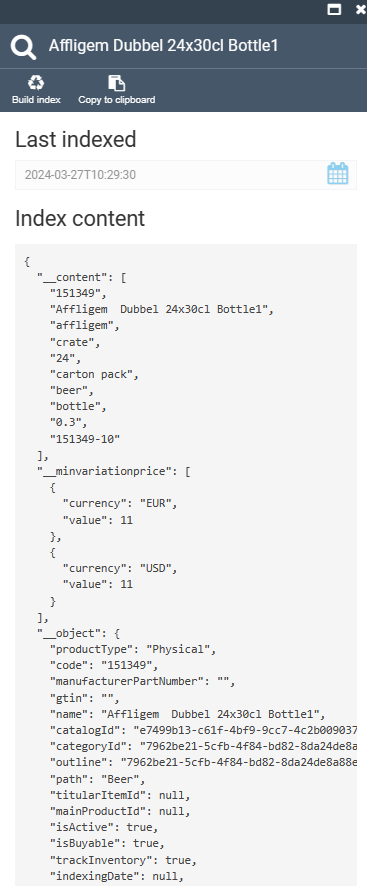 Affligem Dubbel 24x30cl Bottle1
Build index
Copy to clipboard
Last indexed
2024-03-27T10:29:30
Index content
{
  "__content": [
    "151349",
    "Affligem  Dubbel 24x30cl Bottle1",
    "affligem",
    "crate",
    "24",
    "carton pack",
    "beer",
    "bottle",
    "0.3",
    "151349-10"
  ],
  "__minvariationprice": [
    {
      "currency": "EUR",
      "value": 11
    },
    {
      "currency": "USD",
      "value": 11
    }
  ],
  "__object": {
    "productType": "Physical",
    "code": "151349",
    "manufacturerPartNumber": "",
    "gtin": "",
    "name": "Affligem  Dubbel 24x30cl Bottle1",
    "catalogId": "e7499b13-c61f-4bf9-9cc7-4c2b009037
    "categoryId": "7962be21-5cfb-4f84-bd82-8da24de8a
    "outline": "7962be21-5cfb-4f84-bd82-8da24de8a88e
    "path": "Beer",
    "titularItemId": null,
    "mainProductId": null,
    "isActive": true,
    "isBuyable": true,
    "trackInventory": true,
    "indexingDate": null,